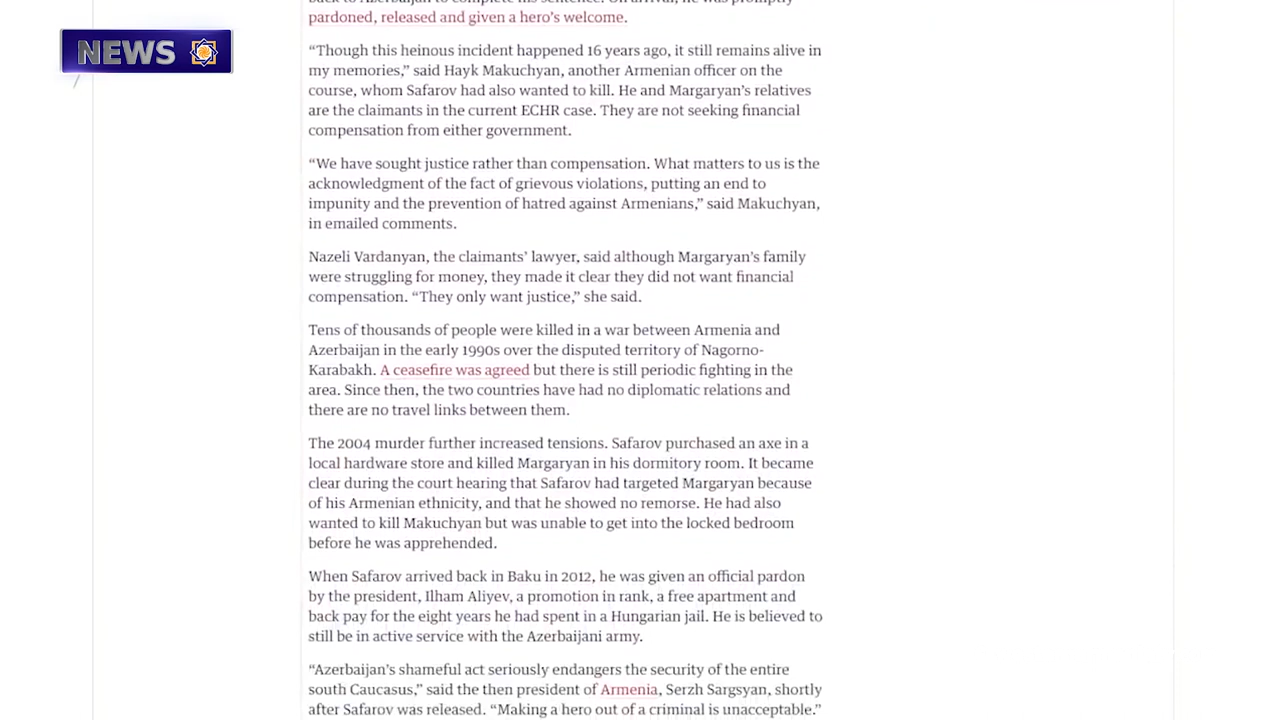 back to Azerbaijan to complete his sentence. On arrival, he was promptly
pardoned, released and given a hero’s welcome.
NEWS
“Though this heinous incident happened 16 years ago, it still remains alive in
my memories,” said Hayk Makuchyan, another Armenian officer on the
course, whom Safarov had also wanted to kill. He and Margaryan’s relatives
are the claimants in the current ECHR case. They are not seeking financial
compensation from either government.
“We have sought justice rather than compensation. What matters to us is the
acknowledgment of the fact of grievous violations, putting an end to
impunity and the prevention of hatred against Armenians,” said Makuchyan,
in emailed comments.
Nazeli Vardanyan, the claimants’ lawyer, said although Margaryan’s family
were struggling for money, they made it clear they did not want financial
compensation. “They only want justice,” she said.
Tens of thousands of people were killed in a war between Armenia and
Azerbaijan in the early 1990s over the disputed territory of Nagorno-
Karabakh. A ceasefire was agreed but there is still periodic fighting in the
area. Since then, the two countries have had no diplomatic relations and
there are no travel links between them.
The 2004 murder further increased tensions. Safarov purchased an axe in a
local hardware store and killed Margaryan in his dormitory room. It became
clear during the court hearing that Safarov had targeted Margaryan because
of his Armenian ethnicity, and that he showed no remorse. He had also
wanted to kill Makuchyan but was unable to get into the locked bedroom
before he was apprehended.
When Safarov arrived back in Baku in 2012, he was given an official pardon
by the president, Ilham Aliyev, a promotion in rank, a free apartment and
back pay for the eight years he had spent in a Hungarian jail. He is believed to
still be in active service with the Azerbaijani army.
“Azerbaijan’s shameful act seriously endangers the security of the entire
south Caucasus,” said the then president of Armenia, Serzh Sargsyan, shortly
after Safarov was released. “Making a hero out of a criminal is unacceptable.”